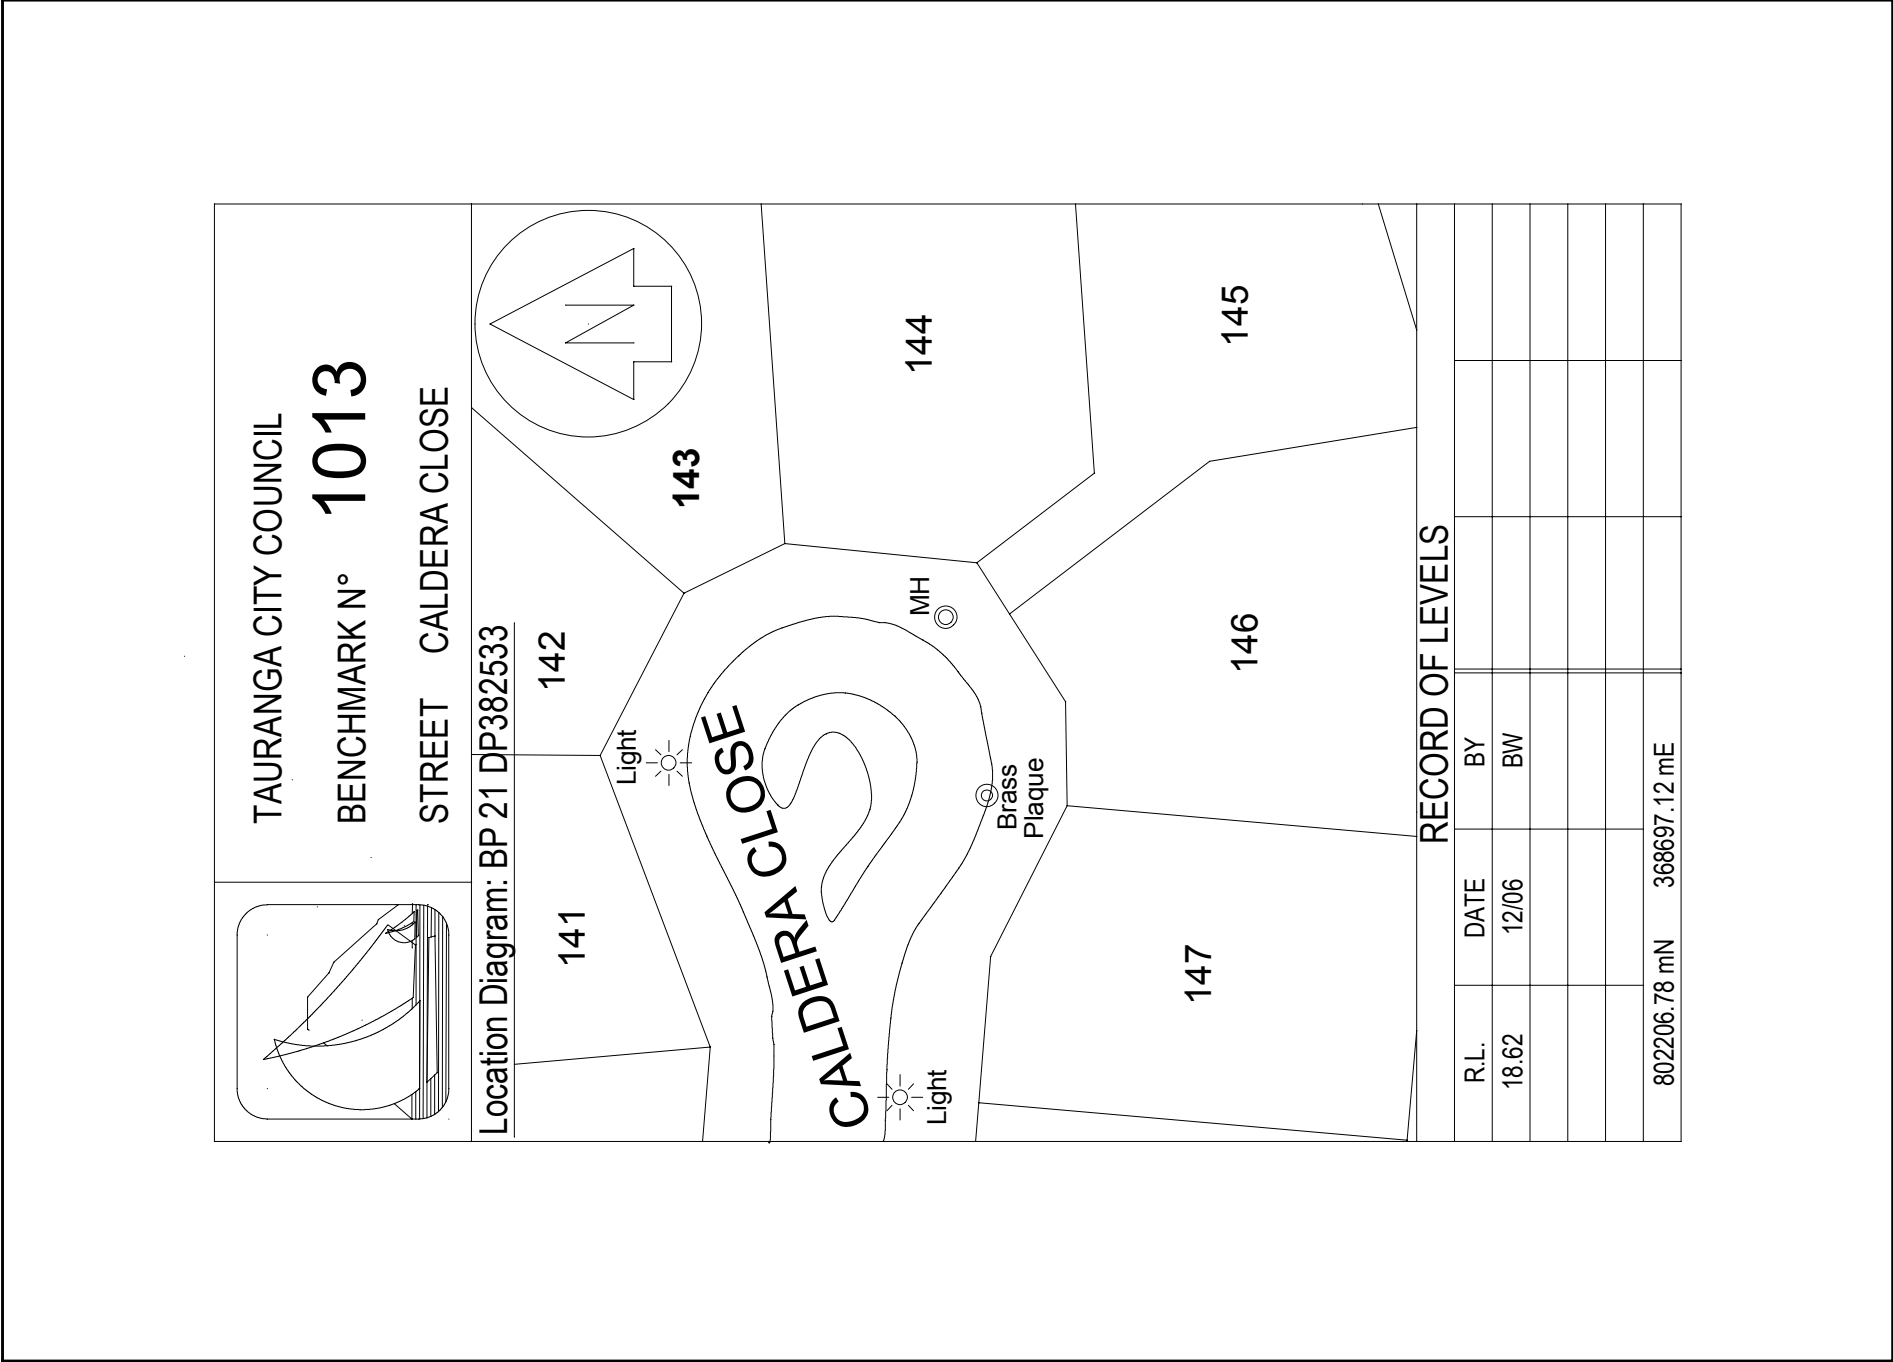 TAURANGA CITY COUNCIL
BENCHMARK N° 1013
STREET CALDERA CLOSE
Location Diagram: BP 21 DP382533
N
142
141
143
144
145
146
147
Light
MH
CALDERA CLOSE
Brass
Plaque
Light
RECORD OF LEVELS
R.L. DATE BY
18.62 12/06 BW
802206.78 mN 368697.12 mE